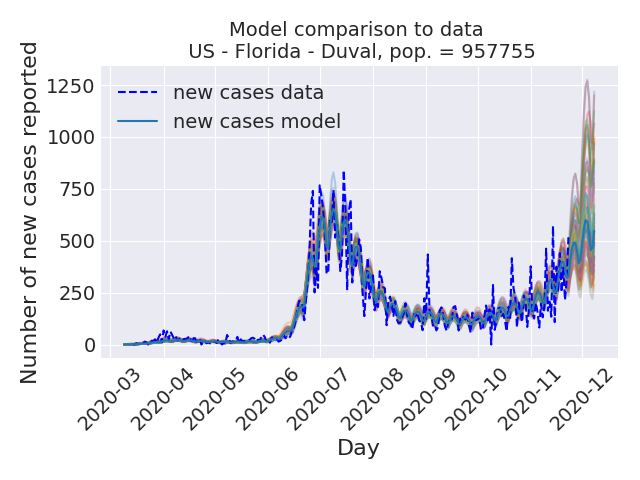 Model comparison to data
US - Florida - Duval, pop. = 957755
Number of new cases reported
1250
1000
750
500
250
0
new cases data
new cases model
2020-03
2020-04
2020-05
2020-06
2020-07
2020-08
2020-09
2020-10
2020-11
2020-12
Day